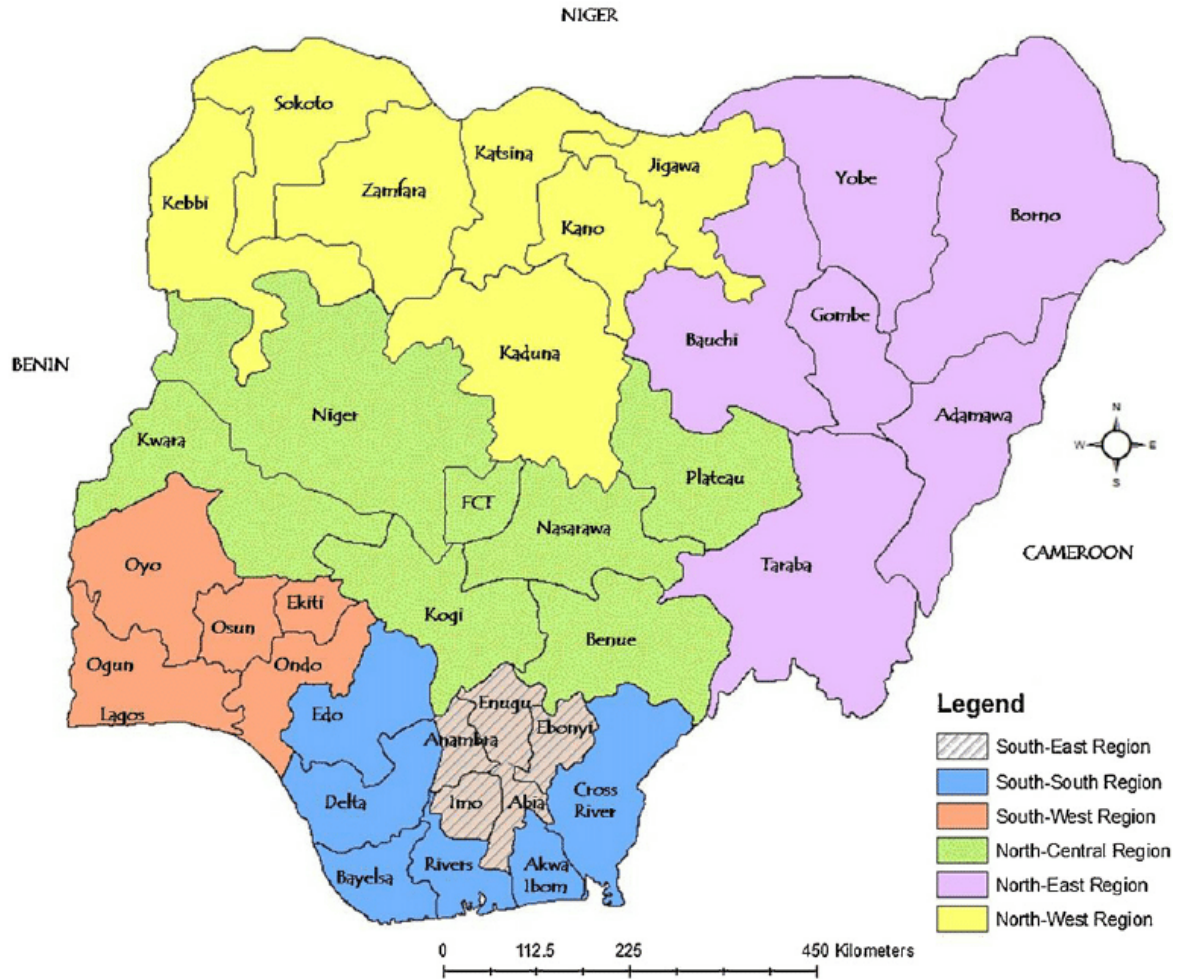 NIGER
Sokoto
Katsina
Jigawa
Yobe
Kebbi
Zamfara
Kano
Borno
Gombe
Bauchi
Kaduna
BENIN
Niger
Adamawa
Kwara
N
W
E
S
Plateau
FCT
Nasarawa
CAMEROON
Oyo
Taraba
Ekiti
Osun
Kogi
Benue
Ogun
Ondo
Lagos
Edo
Enugu
Ebonyi
Anambra
Delta
Imo
Abia
Cross
River
Bayelsa
Rivers
Akwa
Ibom
Legend
South-East Region
South-South Region
South-West Region
North-Central Region
North-East Region
North-West Region
0 112.5 225 450 Kilometers